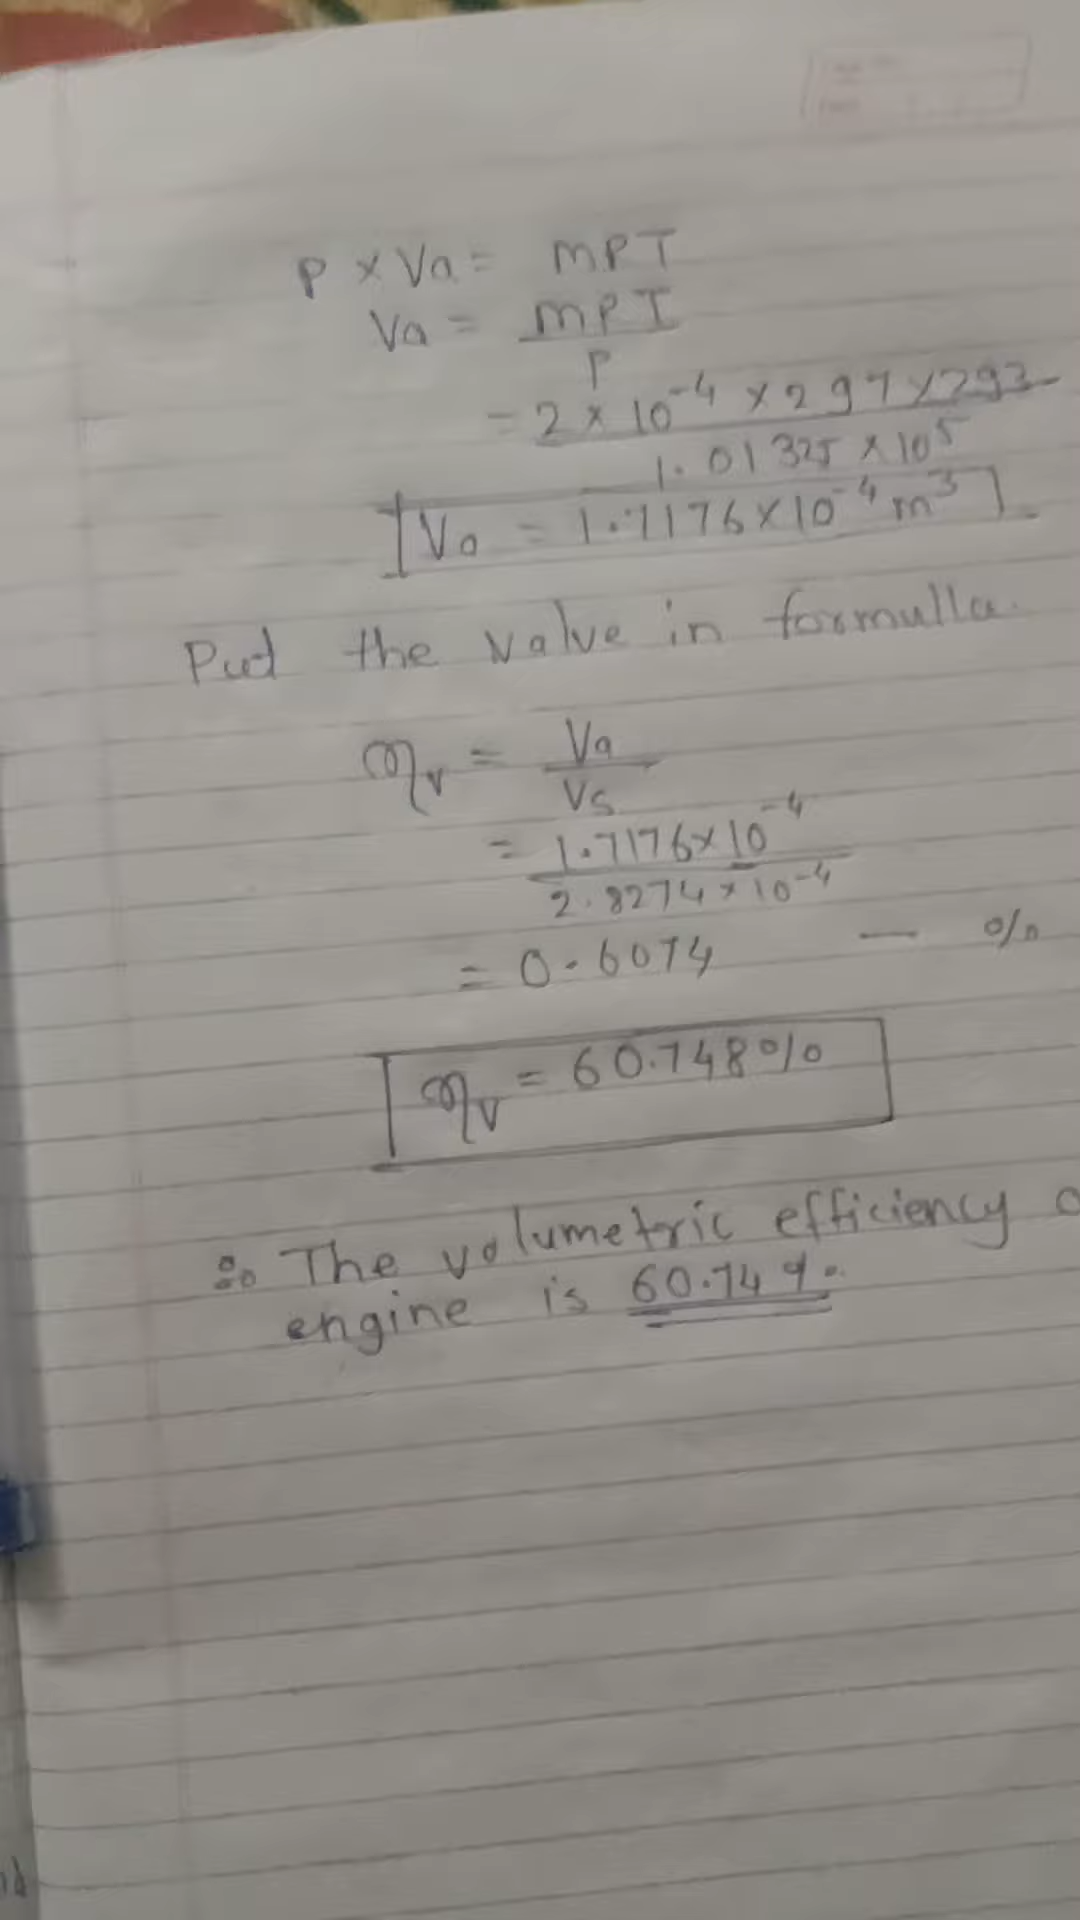 P × Va = mRT
Va = mRT
P
= 2 × 10⁻⁴ × 297 × 293
1.01325 × 10⁵
Va = 1.7176 × 10⁻⁴ m³
Put the valve in formulla.
ηv = Va
Vs
= 1.7176 × 10⁻⁴
2.8274 × 10⁻⁴
= 0.6074 — %
ηv = 60.748 %
∴ The volumetric efficiency
engine is 60.74 %.